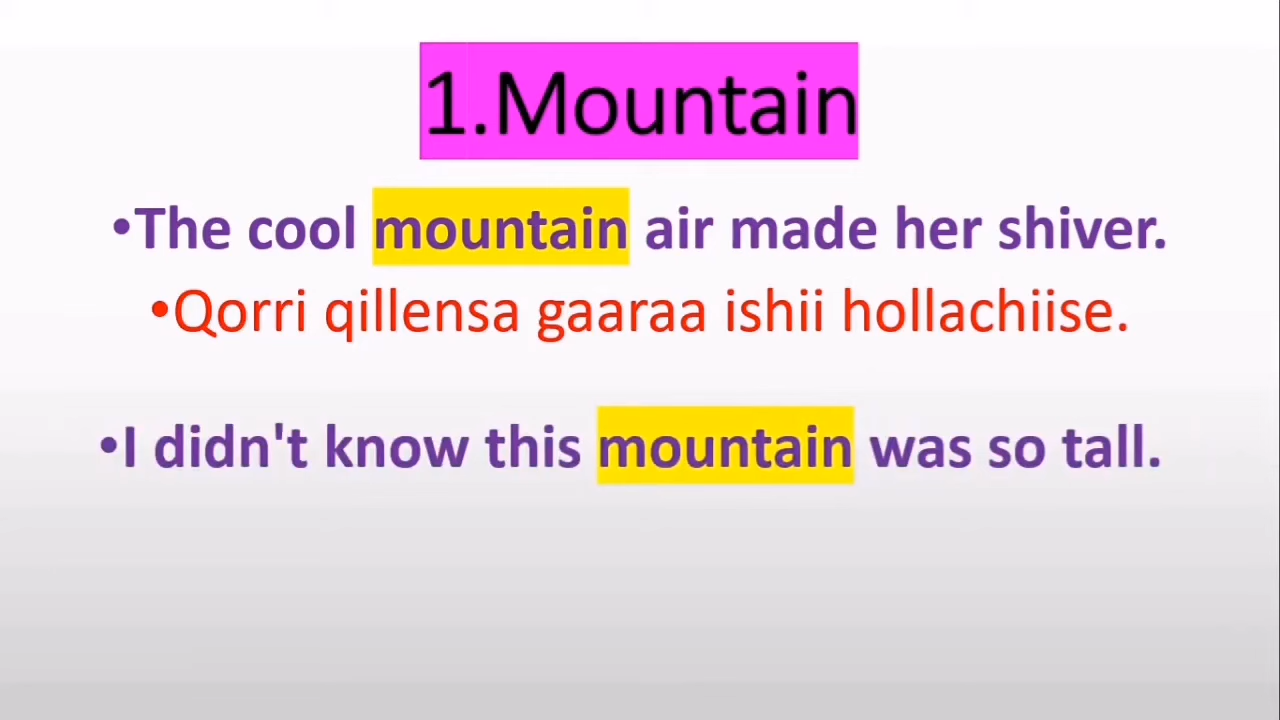 1.Mountain
•The cool mountain air made her shiver.
•Qorri qillensa gaaraa ishii hollachiise.
•I didn't know this mountain was so tall.